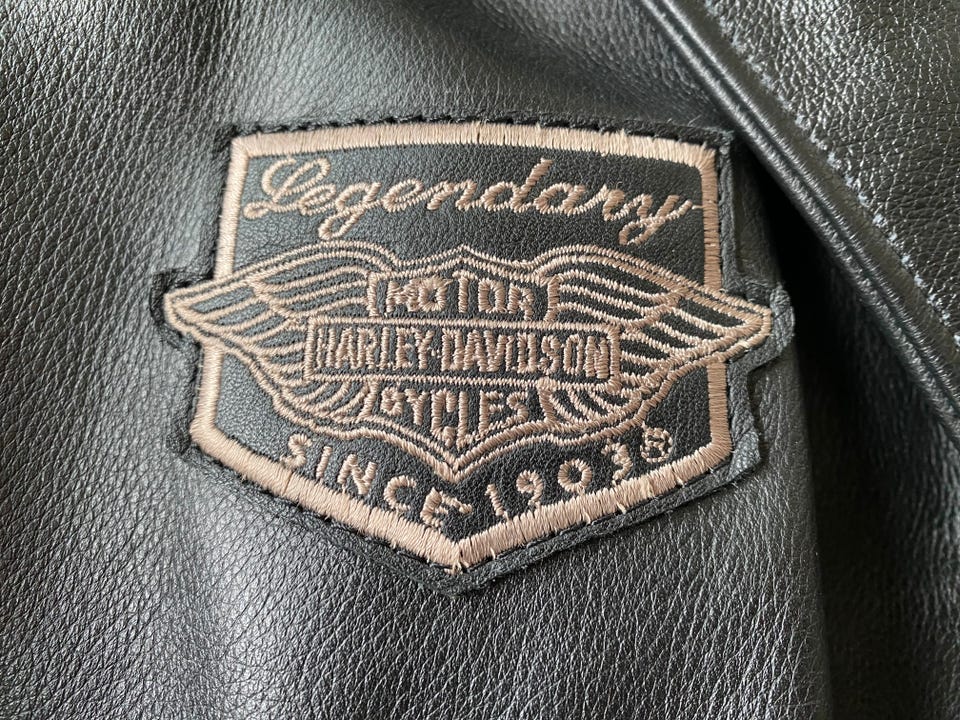 Legendary
MOTOR
HARLEY-DAVIDSON
CYCLES
SINCE 1903®